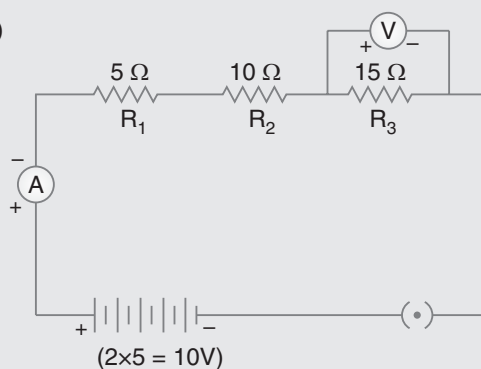 )
V
+ –
5 Ω 10 Ω 15 Ω
R1 R2 R3
–
A
+
+ –
(2×5 = 10V)